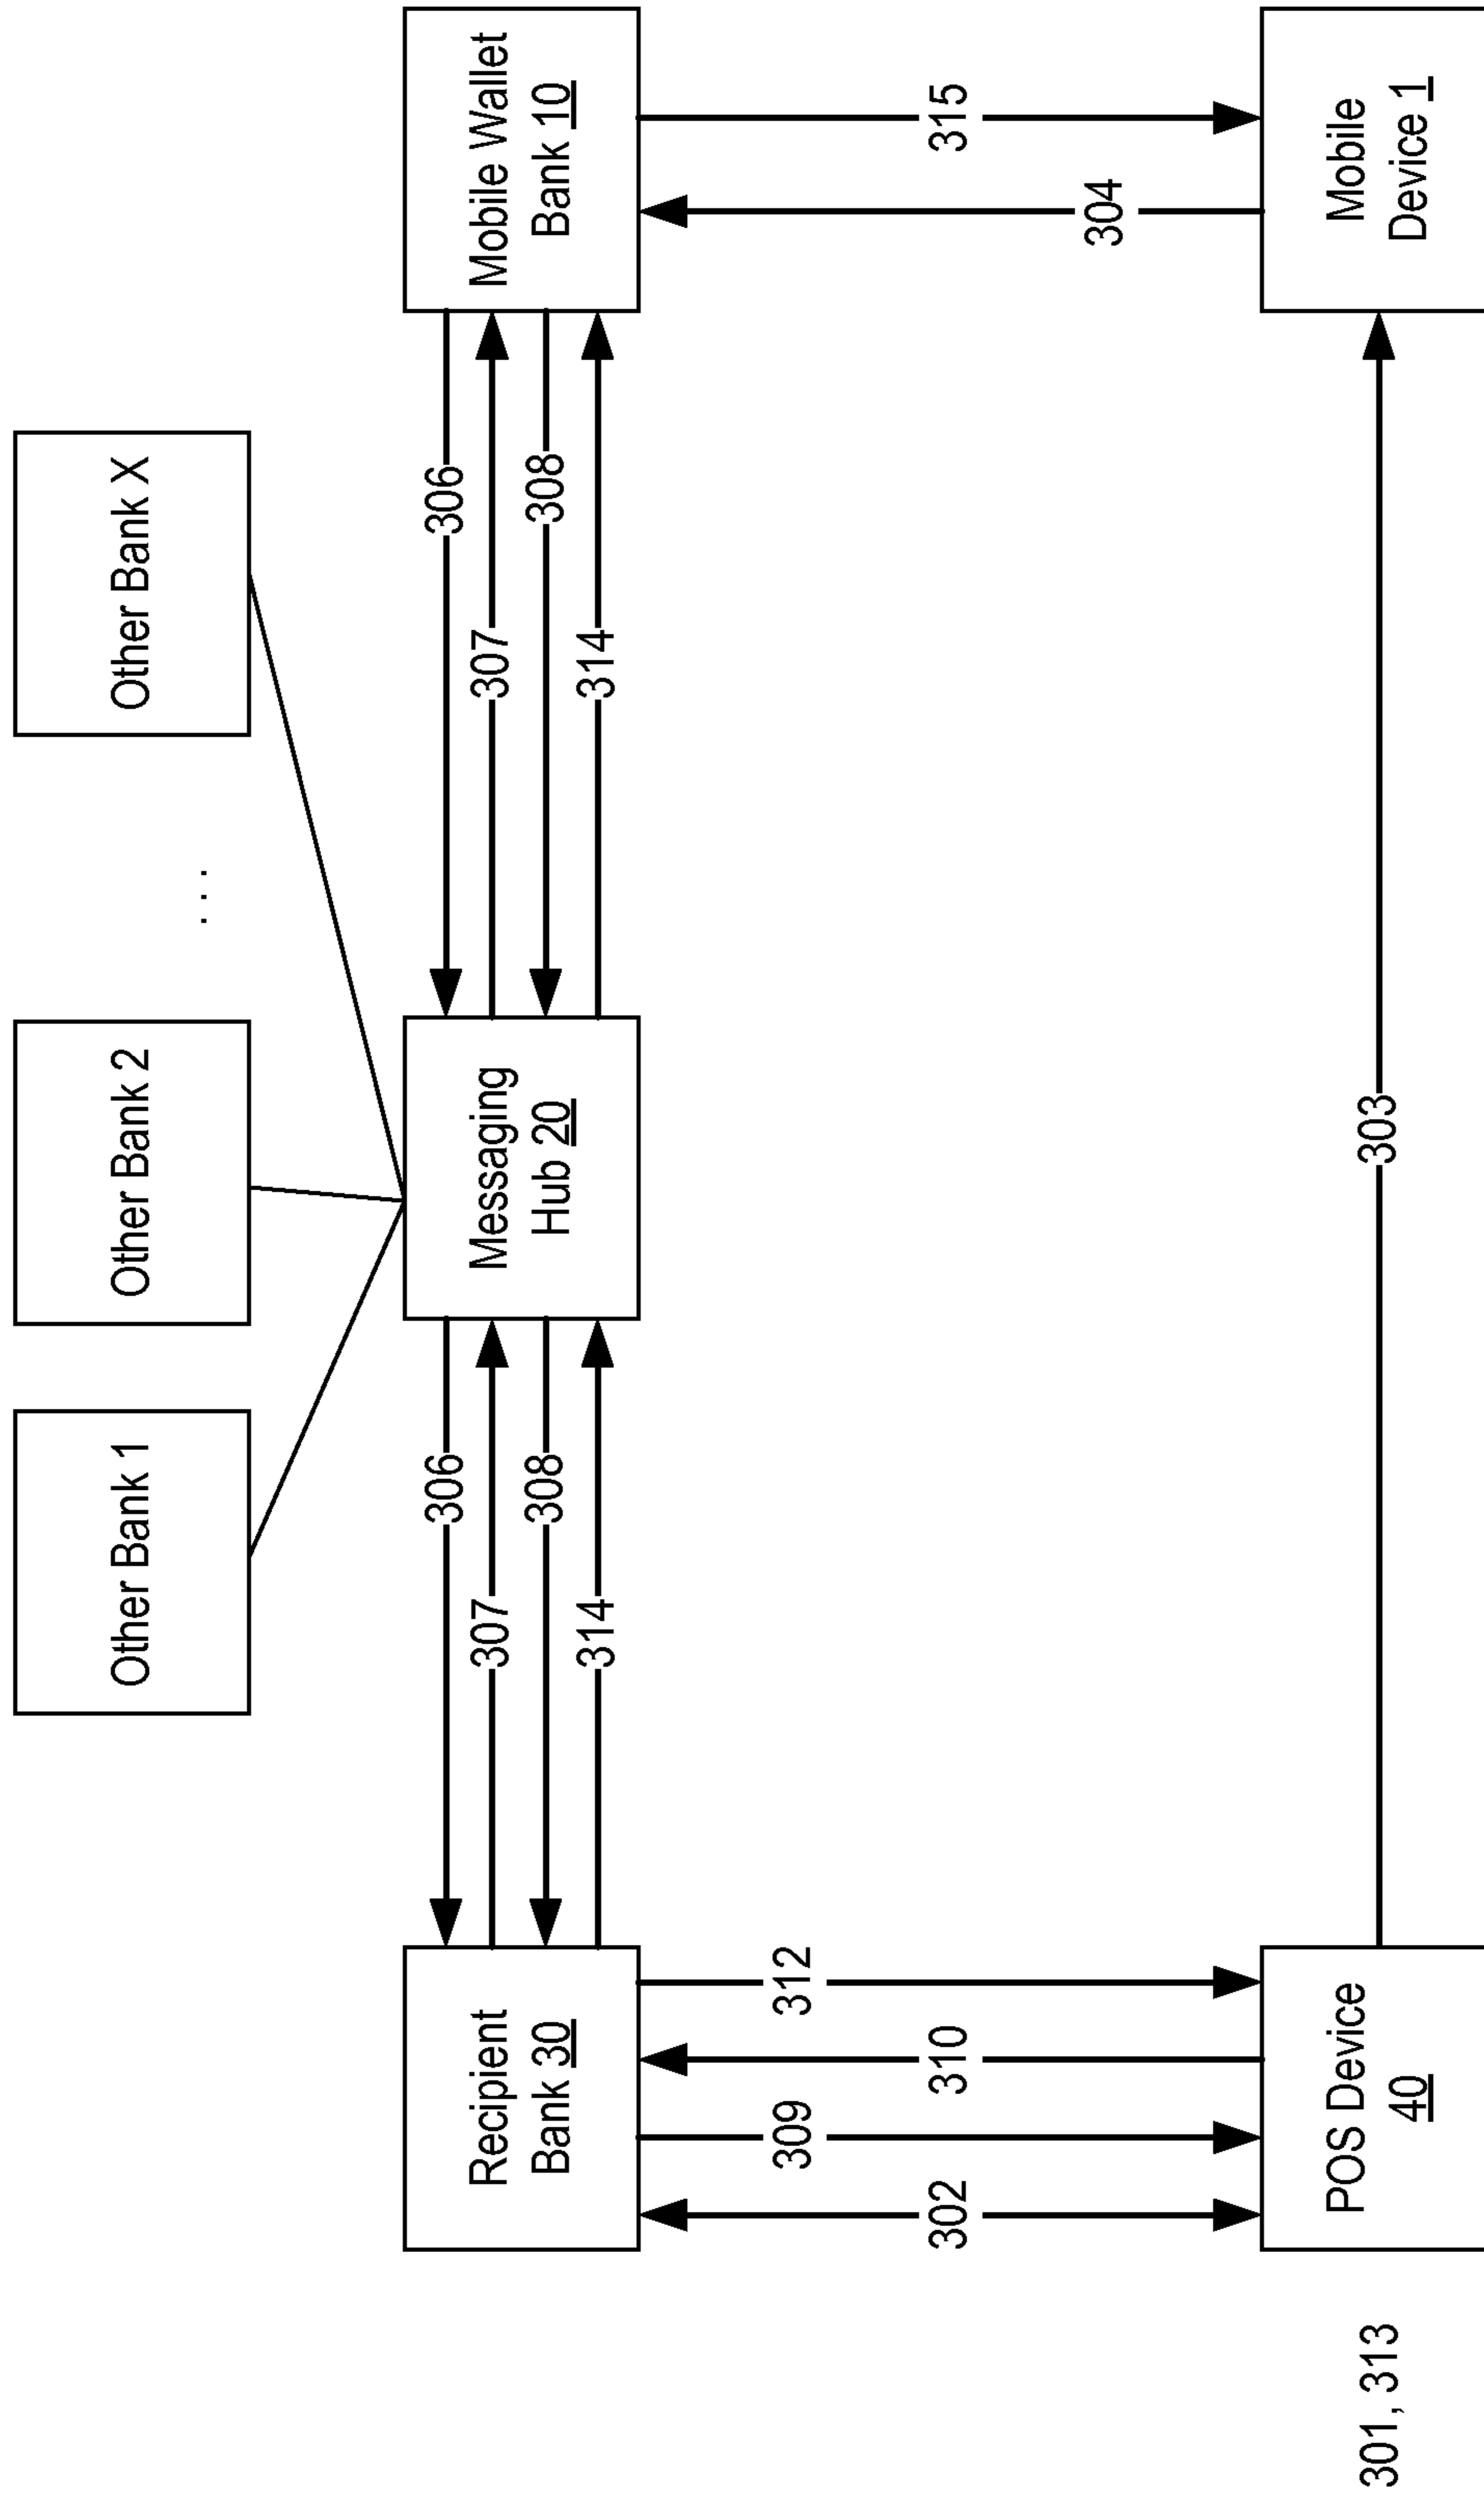 Other Bank 1
Other Bank 2
. . .
Other Bank X
Recipient
Bank 30
306
307
308
314
Messaging
Hub 20
306
307
308
314
Mobile Wallet
Bank 10
302
309
310
312
304
315
301, 313
POS Device
40
303
Mobile
Device 1